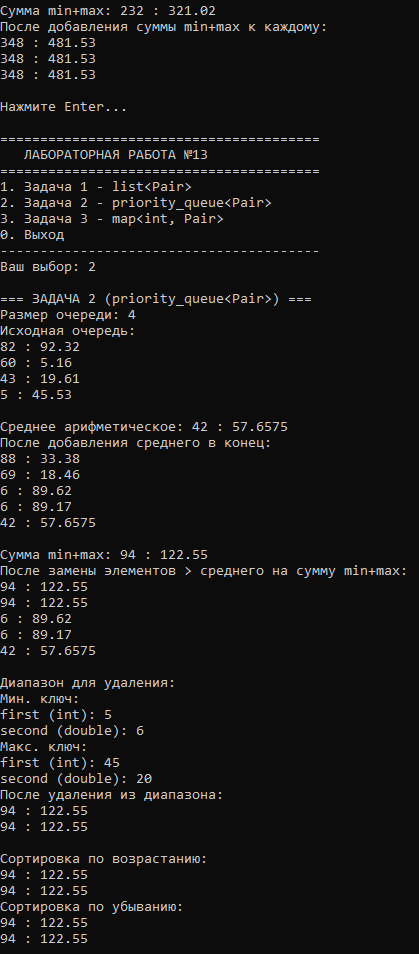 Сумма min+max: 232 : 321.02
После добавления суммы min+max к каждому:
348 : 481.53
348 : 481.53
348 : 481.53
Нажмите Enter...
========================================
ЛАБОРАТОРНАЯ РАБОТА №13
========================================
1. Задача 1 - list<Pair>
2. Задача 2 - priority_queue<Pair>
3. Задача 3 - map<int, Pair>
0. Выход
----------------------------------------
Ваш выбор: 2
=== ЗАДАЧА 2 (priority_queue<Pair>) ===
Размер очереди: 4
Исходная очередь:
82 : 92.32
60 : 5.16
43 : 19.61
5 : 45.53
Среднее арифметическое: 42 : 57.6575
После добавления среднего в конец:
88 : 33.38
69 : 18.46
6 : 89.62
6 : 89.17
42 : 57.6575
Сумма min+max: 94 : 122.55
После замены элементов > среднего на сумму min+max:
94 : 122.55
94 : 122.55
6 : 89.62
6 : 89.17
42 : 57.6575
Диапазон для удаления:
Мин. ключ:
first (int): 5
second (double): 6
Макс. ключ:
first (int): 45
second (double): 20
После удаления из диапазона:
94 : 122.55
94 : 122.55
Сортировка по возрастанию:
94 : 122.55
94 : 122.55
Сортировка по убыванию:
94 : 122.55
94 : 122.55